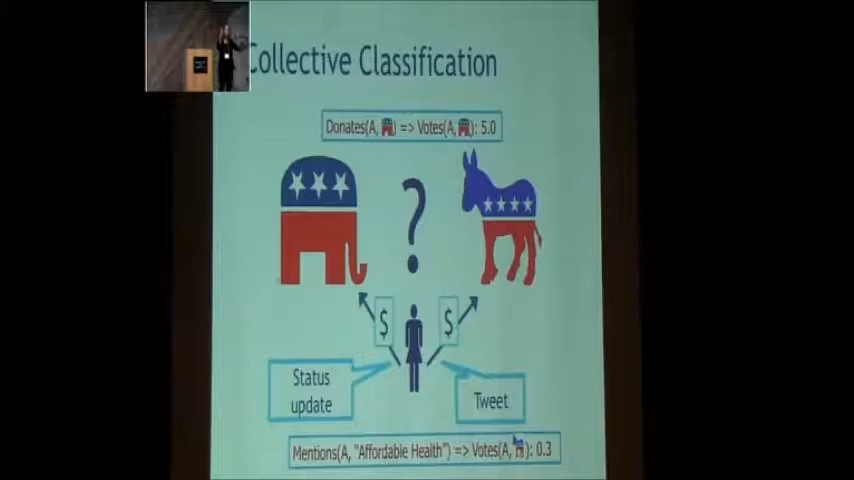 Collective Classification
Donates(A, ) => Votes(A, ): 5.0
?
$ $
Status
update
Tweet
Mentions(A, "Affordable Health") => Votes(A, ): 0.3